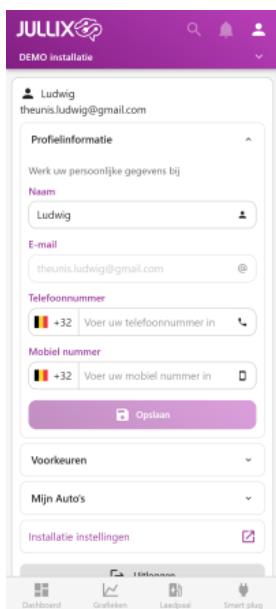 JULLIX
DEMO installatie
Ludwig
theunis.ludwig@gmail.com
Profielinformatie
Werk uw persoonlijke gegevens bij
Naam
Ludwig
E-mail
theunis.ludwig@gmail.com
@
Telefoonnummer
+32 Voer uw telefoonnummer in
Mobiel nummer
+32 Voer uw mobiel nummer in
Opslaan
Voorkeuren
Mijn Auto's
Installatie instellingen
Uitloggen
Dashboard Grafieken Laadpaal Smart plug